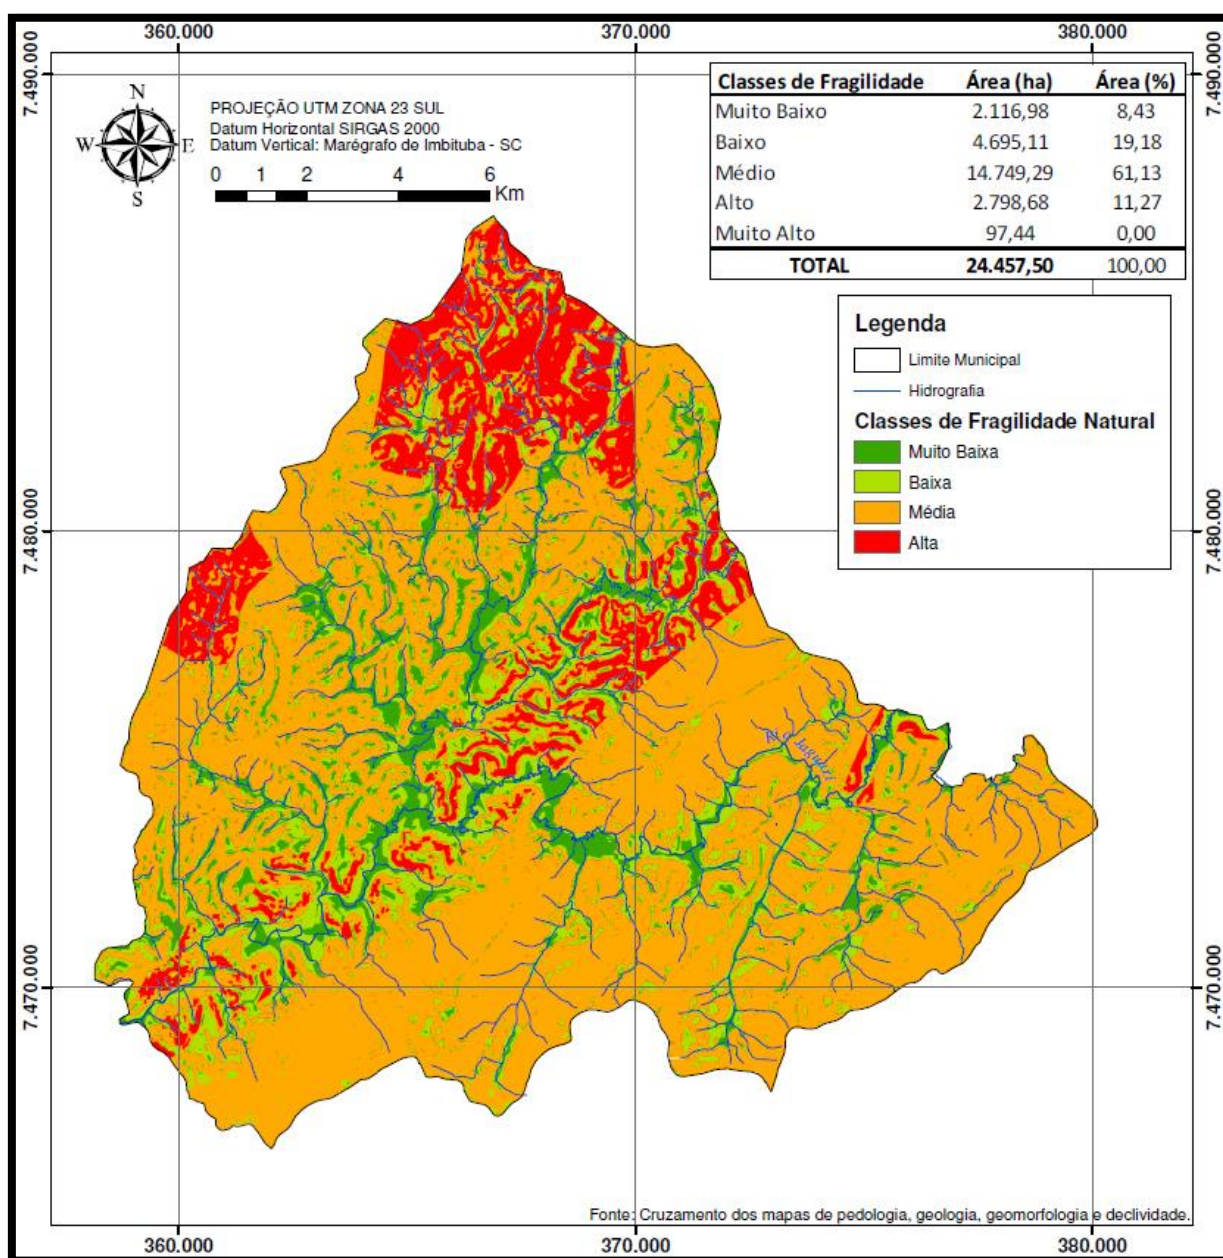 360.000 370.000 380.000
7.490.000 7.490.000
N
W E
S
PROJEÇÃO UTM ZONA 23 SUL
Datum Horizontal SIRGAS 2000
Datum Vertical: Marégrafo de Imbituba - SC
0 1 2 4 6
Km
Classes de Fragilidade Área (ha) Área (%)
Muito Baixo 2.116,98 8,43
Baixo 4.695,11 19,18
Médio 14.749,29 61,13
Alto 2.798,68 11,27
Muito Alto 97,44 0,00
TOTAL 24.457,50 100,00
Legenda
Limite Municipal
Hidrografia
Classes de Fragilidade Natural
Muito Baixa
Baixa
Média
Alta
7.480.000 7.480.000
Jaguari
7.470.000 7.470.000
Fonte: Cruzamento dos mapas de pedologia, geologia, geomorfologia e declividade.
360.000 370.000 380.000